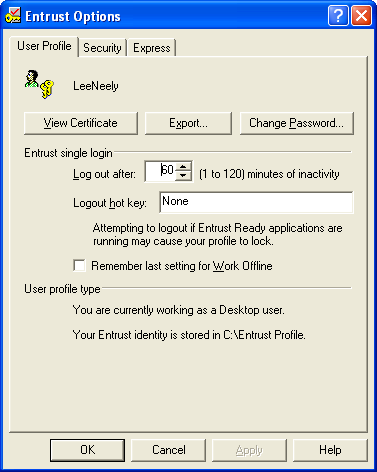 Entrust Options
User Profile Security Express
LeeNeely
View Certificate Export... Change Password...
Entrust single login
Log out after: 60 (1 to 120) minutes of inactivity
Logout hot key: None
Attempting to logout if Entrust Ready applications are
running may cause your profile to lock.
Remember last setting for Work Offline
User profile type
You are currently working as a Desktop user.
Your Entrust identity is stored in C:\Entrust Profile.
OK Cancel Apply Help